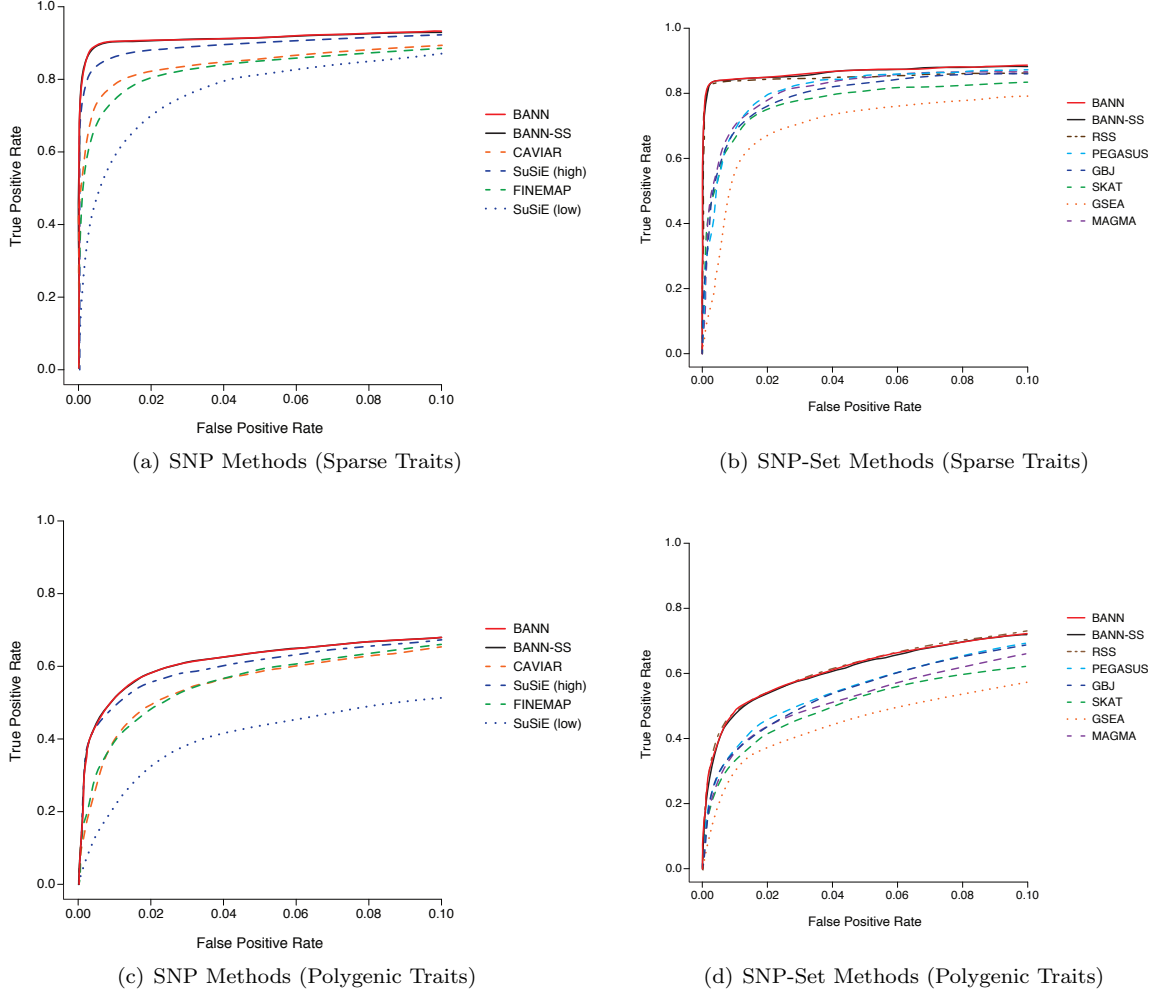 True Positive Rate
1.0
0.8
0.6
0.4
0.2
0.0
0.00
0.02
0.04
0.06
0.08
0.10
False Positive Rate
BANN
BANN-SS
CAVIAR
SuSiE (high)
FINEMAP
SuSiE (low)
(a) SNP Methods (Sparse Traits)
True Positive Rate
1.0
0.8
0.6
0.4
0.2
0.0
0.00
0.02
0.04
0.06
0.08
0.10
False Positive Rate
BANN
BANN-SS
RSS
PEGASUS
GBJ
SKAT
GSEA
MAGMA
(b) SNP-Set Methods (Sparse Traits)
True Positive Rate
1.0
0.8
0.6
0.4
0.2
0.0
0.00
0.02
0.04
0.06
0.08
0.10
False Positive Rate
BANN
BANN-SS
CAVIAR
SuSiE (high)
FINEMAP
SuSiE (low)
(c) SNP Methods (Polygenic Traits)
True Positive Rate
1.0
0.8
0.6
0.4
0.2
0.0
0.00
0.02
0.04
0.06
0.08
0.10
False Positive Rate
BANN
BANN-SS
RSS
PEGASUS
GBJ
SKAT
GSEA
MAGMA
(d) SNP-Set Methods (Polygenic Traits)